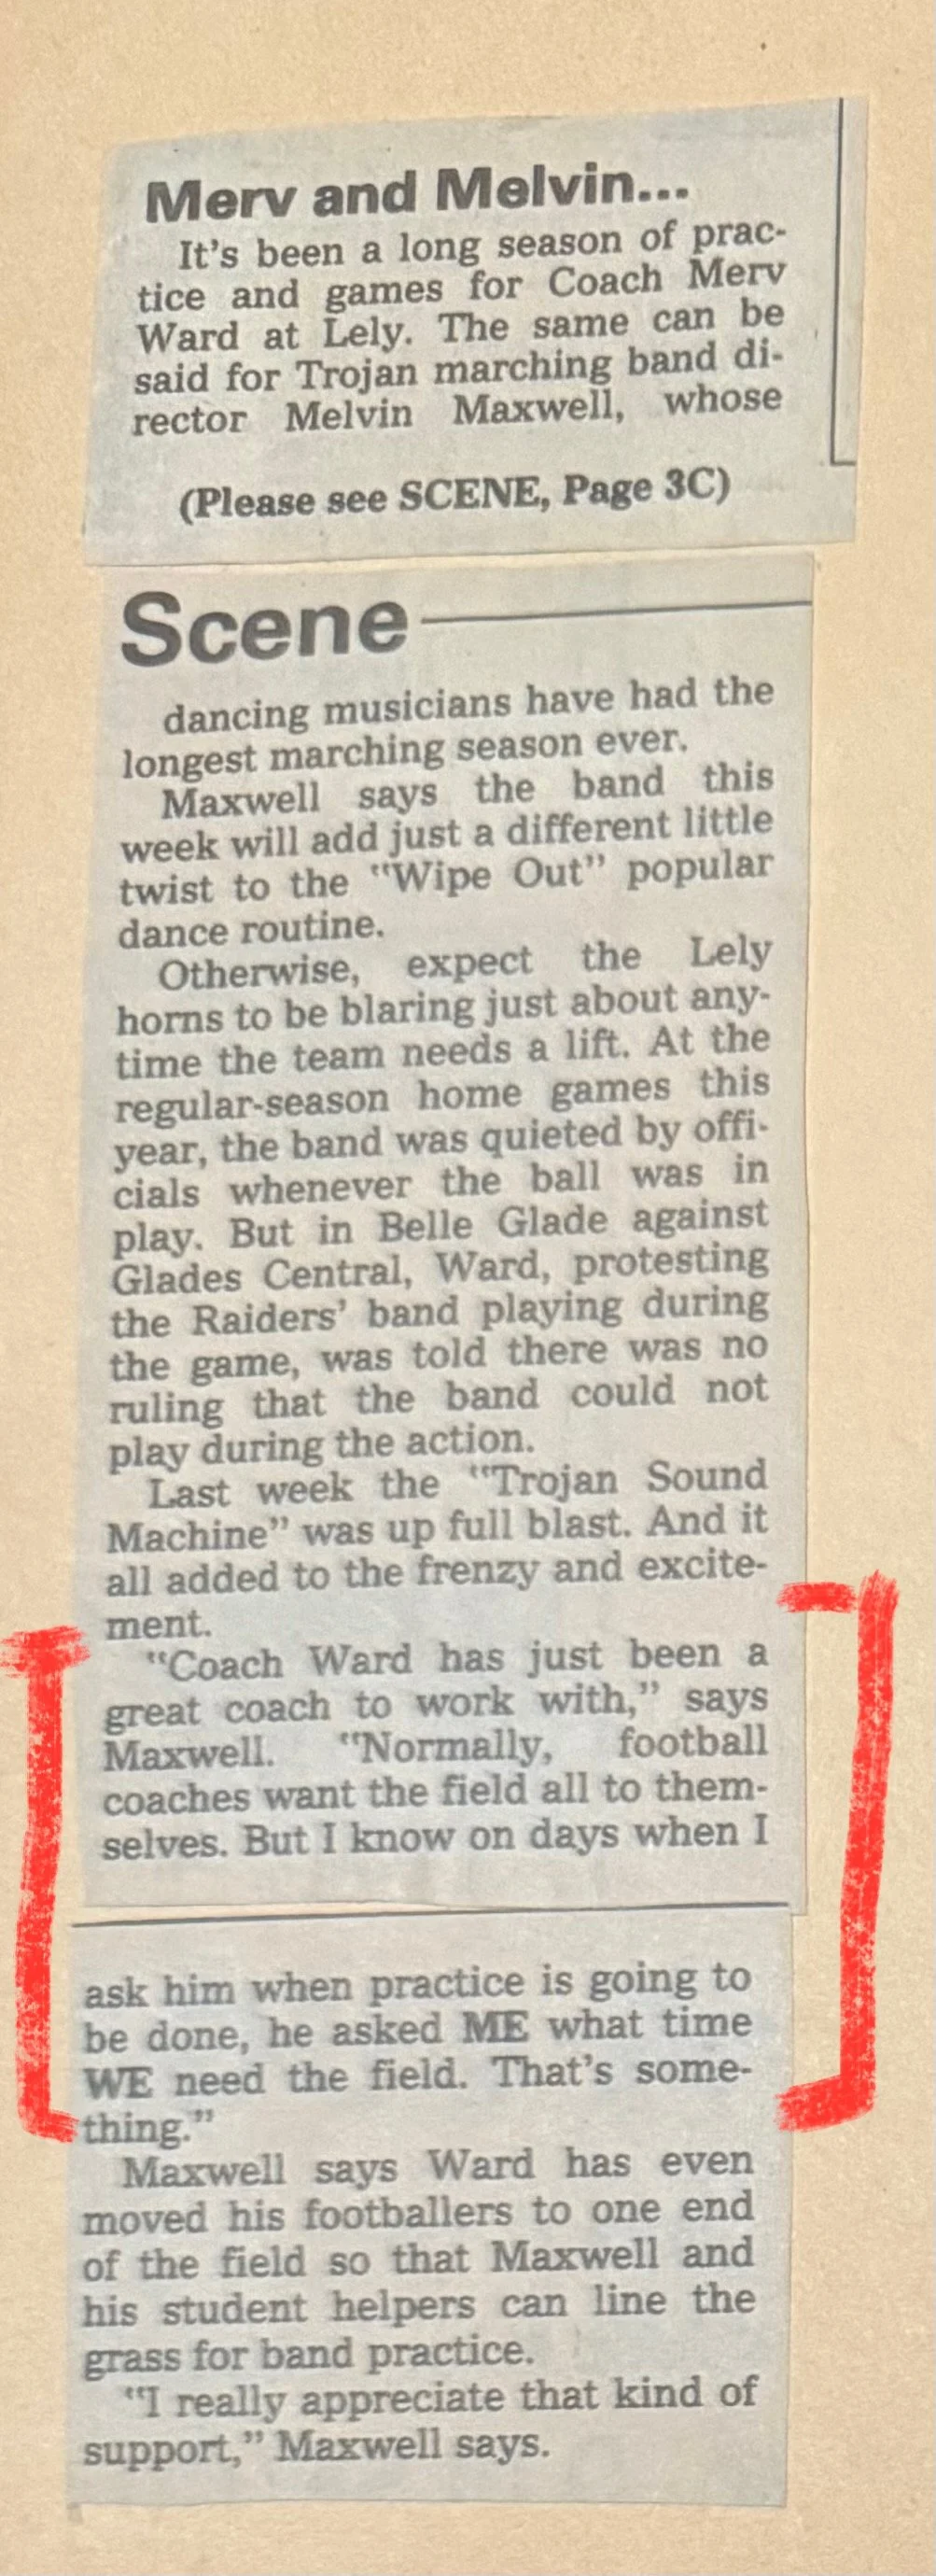 Merv and Melvin...
It's been a long season of prac-
tice and games for Coach Merv
Ward at Lely. The same can be
said for Trojan marching band di-
rector Melvin Maxwell, whose
(Please see SCENE, Page 3C)
Scene
dancing musicians have had the
longest marching season ever.
Maxwell says the band this
week will add just a different little
twist to the "Wipe Out" popular
dance routine.
Otherwise, expect the Lely
horns to be blaring just about any-
time the team needs a lift. At the
regular-season home games this
year, the band was quieted by offi-
cials whenever the ball was in
play. But in Belle Glade against
Glades Central, Ward, protesting
the Raiders' band playing during
the game, was told there was no
ruling that the band could not
play during the action.
Last week the "Trojan Sound
Machine" was up full blast. And it
all added to the frenzy and excite-
ment.
"Coach Ward has just been a
great coach to work with," says
Maxwell. "Normally, football
coaches want the field all to them-
selves. But I know on days when I
ask him when practice is going to
be done, he asked ME what time
WE need the field. That's some-
thing."
Maxwell says Ward has even
moved his footballers to one end
of the field so that Maxwell and
his student helpers can line the
grass for band practice.
"I really appreciate that kind of
support," Maxwell says.